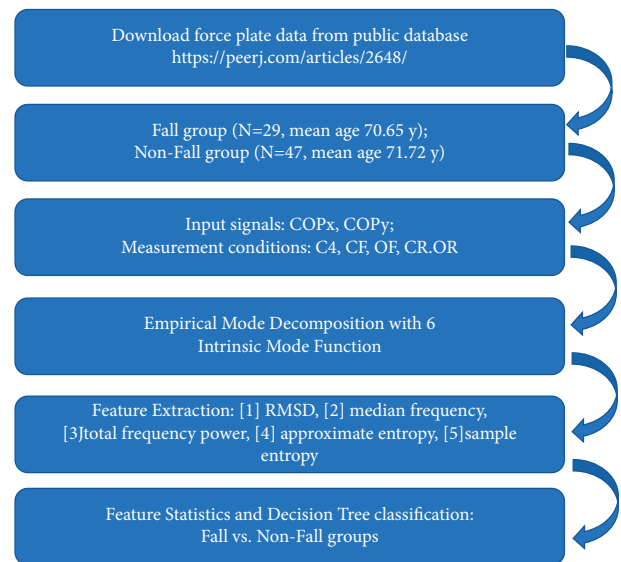 Download force plate data from public database
https://peerj.com/articles/2648/
Fall group (N=29, mean age 70.65 y);
Non-Fall group (N=47, mean age 71.72 y)
Input signals: COPx, COPy;
Measurement conditions: C4, CF, OF, CR.OR
Empirical Mode Decomposition with 6
Intrinsic Mode Function
Feature Extraction: [1] RMSD, [2] median frequency,
[3Jtotal frequency power, [4] approximate entropy, [5]sample
entropy
Feature Statistics and Decision Tree classification:
Fall vs. Non-Fall groups